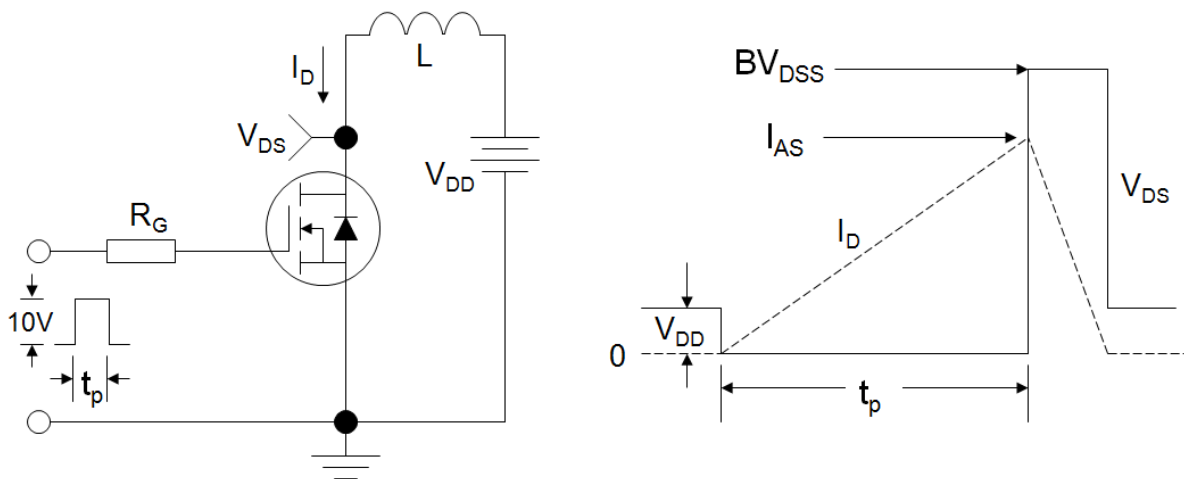 L
I_D
V_DS
V_DD
R_G
10V
t_p
BV_DSS
I_AS
V_DS
I_D
V_DD
0
t_p